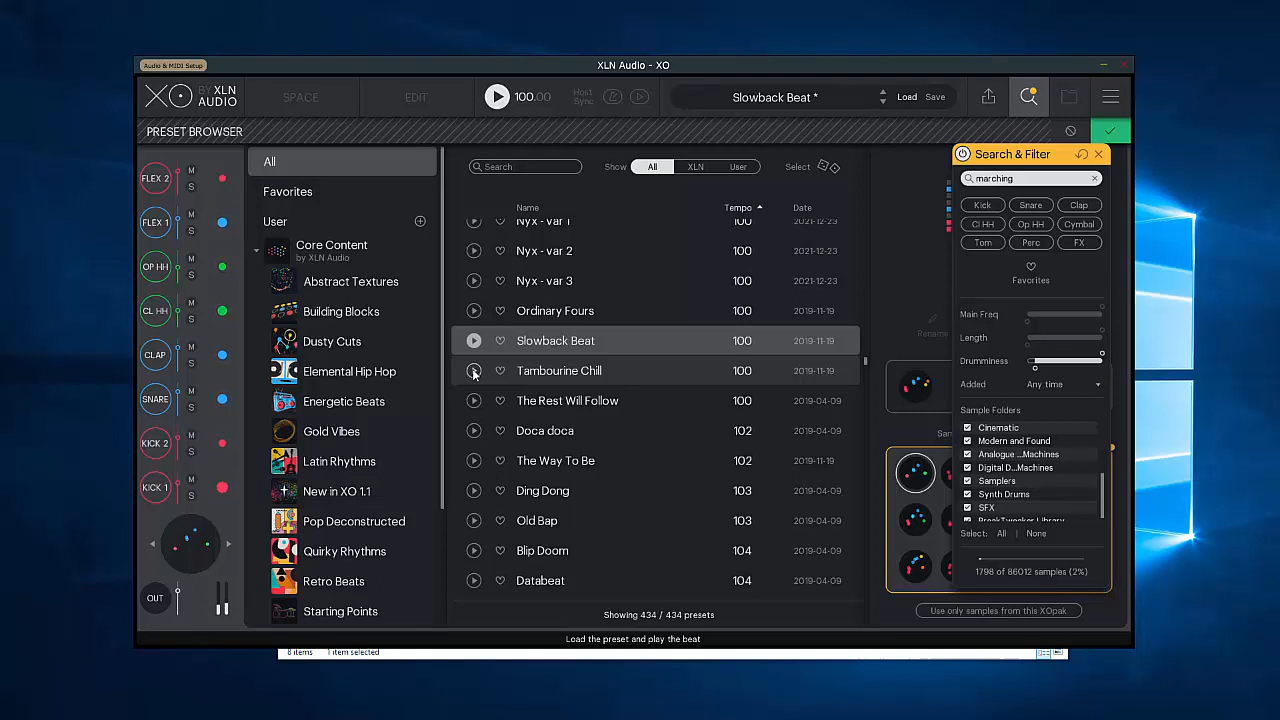 Audio & MIDI Setup
XLN Audio - XO
XO BY XLN AUDIO
SPACE
EDIT
100.00
Host Sync
Slowback Beat *
Load
Save
PRESET BROWSER
FLEX 2
M
S
FLEX 1
M
S
OP HH
M
S
CL HH
M
S
CLAP
M
S
SNARE
M
S
KICK 2
M
S
KICK 1
M
S
OUT
All
Favorites
User
Core Content
by XLN Audio
Abstract Textures
Building Blocks
Dusty Cuts
Elemental Hip Hop
Energetic Beats
Gold Vibes
Latin Rhythms
New in XO 1.1
Pop Deconstructed
Quirky Rhythms
Retro Beats
Starting Points
Search
Show
All
XLN
User
Select
Name
Tempo
Date
Nyx - var 1 100 2021-12-23
Nyx - var 2 100 2021-12-23
Nyx - var 3 100 2021-12-23
Ordinary Fours 100 2019-11-19
Slowback Beat 100 2019-11-19
Tambourine Chill 100 2019-11-19
The Rest Will Follow 100 2019-04-09
Doca doca 102 2019-04-09
The Way To Be 102 2019-11-19
Ding Dong 103 2019-04-09
Old Bap 103 2019-04-09
Blip Doom 104 2019-04-09
Databeat 104 2019-04-09
Showing 434 / 434 presets
Rename
Sam
Search & Filter
marching
Kick
Snare
Clap
Cl HH
Op HH
Cymbal
Tom
Perc
FX
Favorites
Main Freq
Length
Drumminess
Added
Any time
Sample Folders
Cinematic
Modern and Found
Analogue ...Machines
Digital D...Machines
Samplers
Synth Drums
SFX
BreakTweaker Library
Select: All | None
1798 of 86012 samples (2%)
Use only samples from this XOpak
Load the preset and play the beat
8 items
1 item selected